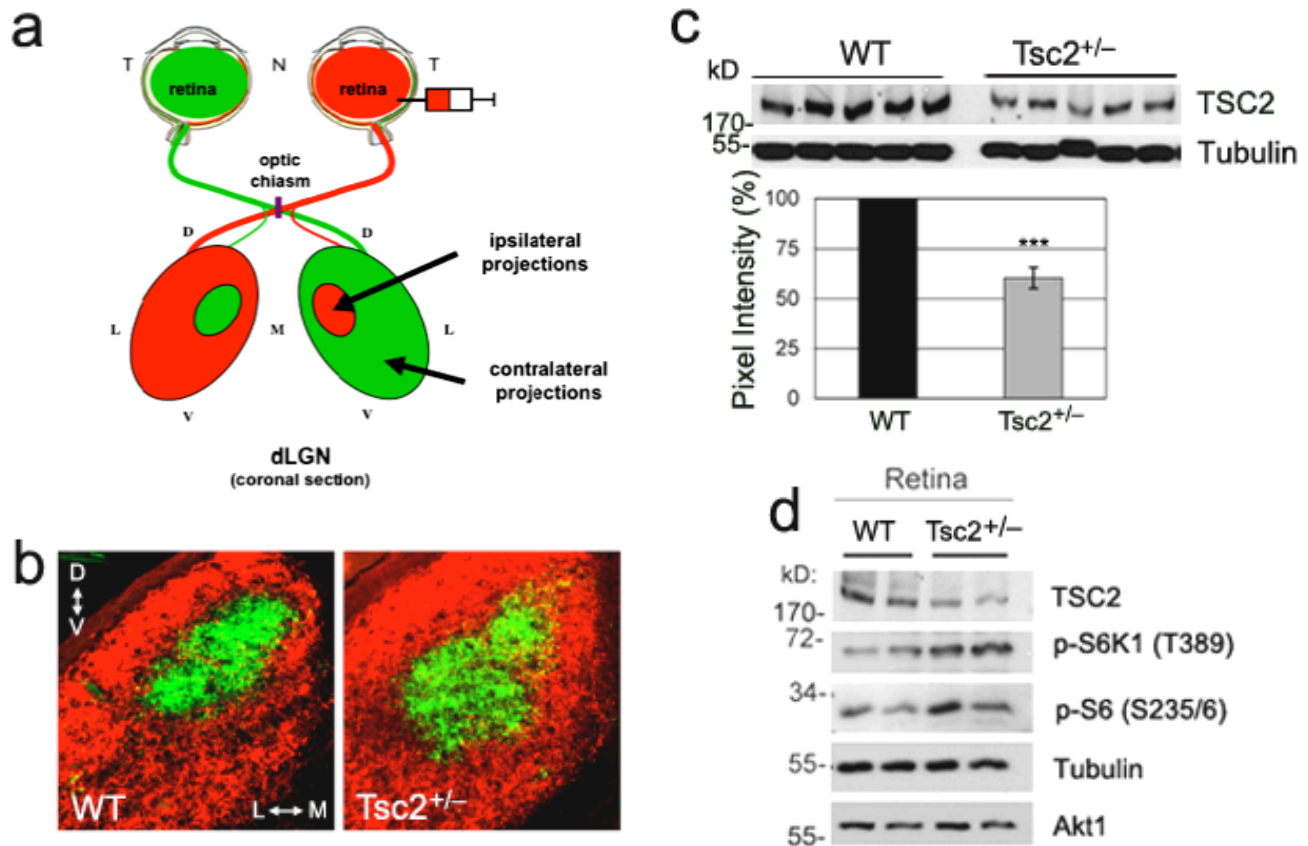 a
T
N
T
retina
retina
optic
chiasm
D
D
ipsilateral
projections
L
M
L
contralateral
projections
V
V
dLGN
(coronal section)
b
D
V
WT
L
M
Tsc2+/–
c
WT
Tsc2+/–
kD
TSC2
170-
55-
Tubulin
Pixel Intensity (%)
100
75
50
25
0
***
WT
Tsc2+/–
d
Retina
WT
Tsc2+/–
kD:
TSC2
170-
72-
p-S6K1 (T389)
34-
p-S6 (S235/6)
55-
Tubulin
55-
Akt1